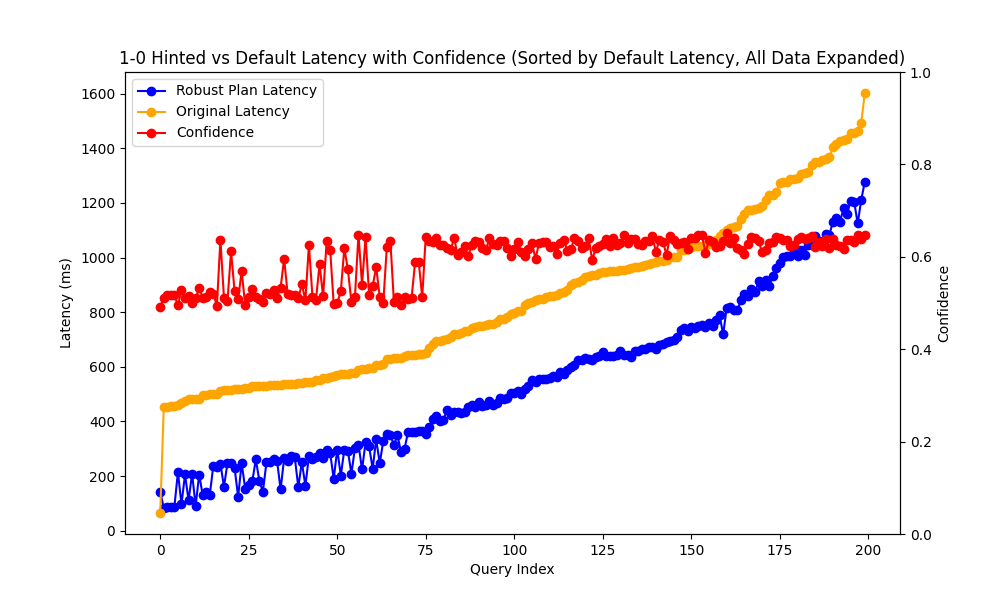 1-0 Hinted vs Default Latency with Confidence (Sorted by Default Latency, All Data Expanded)
Robust Plan Latency
Original Latency
Confidence
Latency (ms)
1600
1400
1200
1000
800
600
400
200
0
1.0
0.8
0.6
0.4
0.2
0.0
Confidence
0 25 50 75 100 125 150 175 200
Query Index